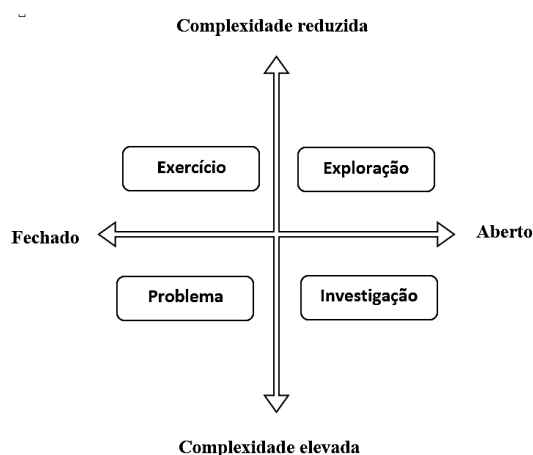 Complexidade reduzida
Exercício
Exploração
Fechado
Aberto
Problema
Investigação
Complexidade elevada